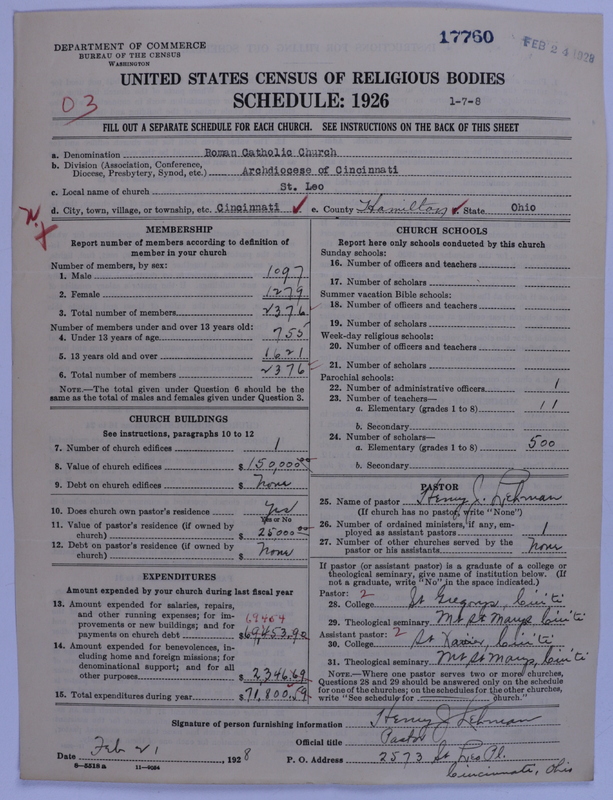 17760
FEB 24 1928
DEPARTMENT OF COMMERCE
BUREAU OF THE CENSUS
WASHINGTON
UNITED STATES CENSUS OF RELIGIOUS BODIES
03
SCHEDULE: 1926
1-7-8
FILL OUT A SEPARATE SCHEDULE FOR EACH CHURCH. SEE INSTRUCTIONS ON THE BACK OF THIS SHEET
a. Denomination Roman Catholic Church
b. Division (Association, Conference, Diocese, Presbytery, Synod, etc.) Archdiocese of Cincinnati
c. Local name of church St. Leo
d. City, town, village, or township, etc. Cincinnati e. County Hamilton f. State Ohio
MEMBERSHIP
Report number of members according to definition of
member in your church
Number of members, by sex:
1. Male 1097
2. Female 1279
3. Total number of members 2376
Number of members under and over 13 years old:
4. Under 13 years of age 755
5. 13 years old and over 1621
6. Total number of members 2376
NOTE.—The total given under Question 6 should be the
same as the total of males and females given under Question 3.
CHURCH BUILDINGS
See instructions, paragraphs 10 to 12
7. Number of church edifices 1
8. Value of church edifices $150,000 00
9. Debt on church edifices $ None
10. Does church own pastor's residence? Yes
Yes or No
11. Value of pastor's residence (if owned by
church) $ 25000 00
12. Debt on pastor's residence (if owned by
church) $ None
EXPENDITURES
Amount expended by your church during last fiscal year
13. Amount expended for salaries, repairs,
and other running expenses; for im-
provements or new buildings; and for
payments on church debt $69,453.90
69454
14. Amount expended for benevolences, in-
cluding home and foreign missions; for
denominational support; and for all
other purposes $ 2,346.69
15. Total expenditures during year $71,800.59
CHURCH SCHOOLS
Report here only schools conducted by this church
Sunday schools:
16. Number of officers and teachers
17. Number of scholars
Summer vacation Bible schools:
18. Number of officers and teachers
19. Number of scholars
Week-day religious schools:
20. Number of officers and teachers
21. Number of scholars
Parochial schools:
22. Number of administrative officers 1
23. Number of teachers—
a. Elementary (grades 1 to 8) 11
b. Secondary
24. Number of scholars—
a. Elementary (grades 1 to 8) 500
b. Secondary
PASTOR
25. Name of pastor Henry J. Lehman
(If church has no pastor, write "None")
26. Number of ordained ministers, if any, em-
ployed as assistant pastors 1
27. Number of other churches served by the
pastor or his assistants None
If pastor (or assistant pastor) is a graduate of a college or
theological seminary, give name of institution below. (If
not a graduate, write "No" in the space indicated.)
Pastor: 2
28. College St Gregorys, Cin'ti
29. Theological seminary Mt St Marys, Cin'ti
Assistant pastor: 2
30. College St Xavier, Cin'ti
31. Theological seminary Mt St Marys, Cin'ti
NOTE.—Where one pastor serves two or more churches,
Questions 28 and 29 should be answered only on the schedule
for one of the churches; on the schedules for the other churches,
write "See schedule for church."
Signature of person furnishing information Henry J. Lehman
Official title Pastor
Date Feb 21 1928 P. O. Address 2573 St Leo Pl.
Cincinnati, Ohio
6—5518 a 11—9064